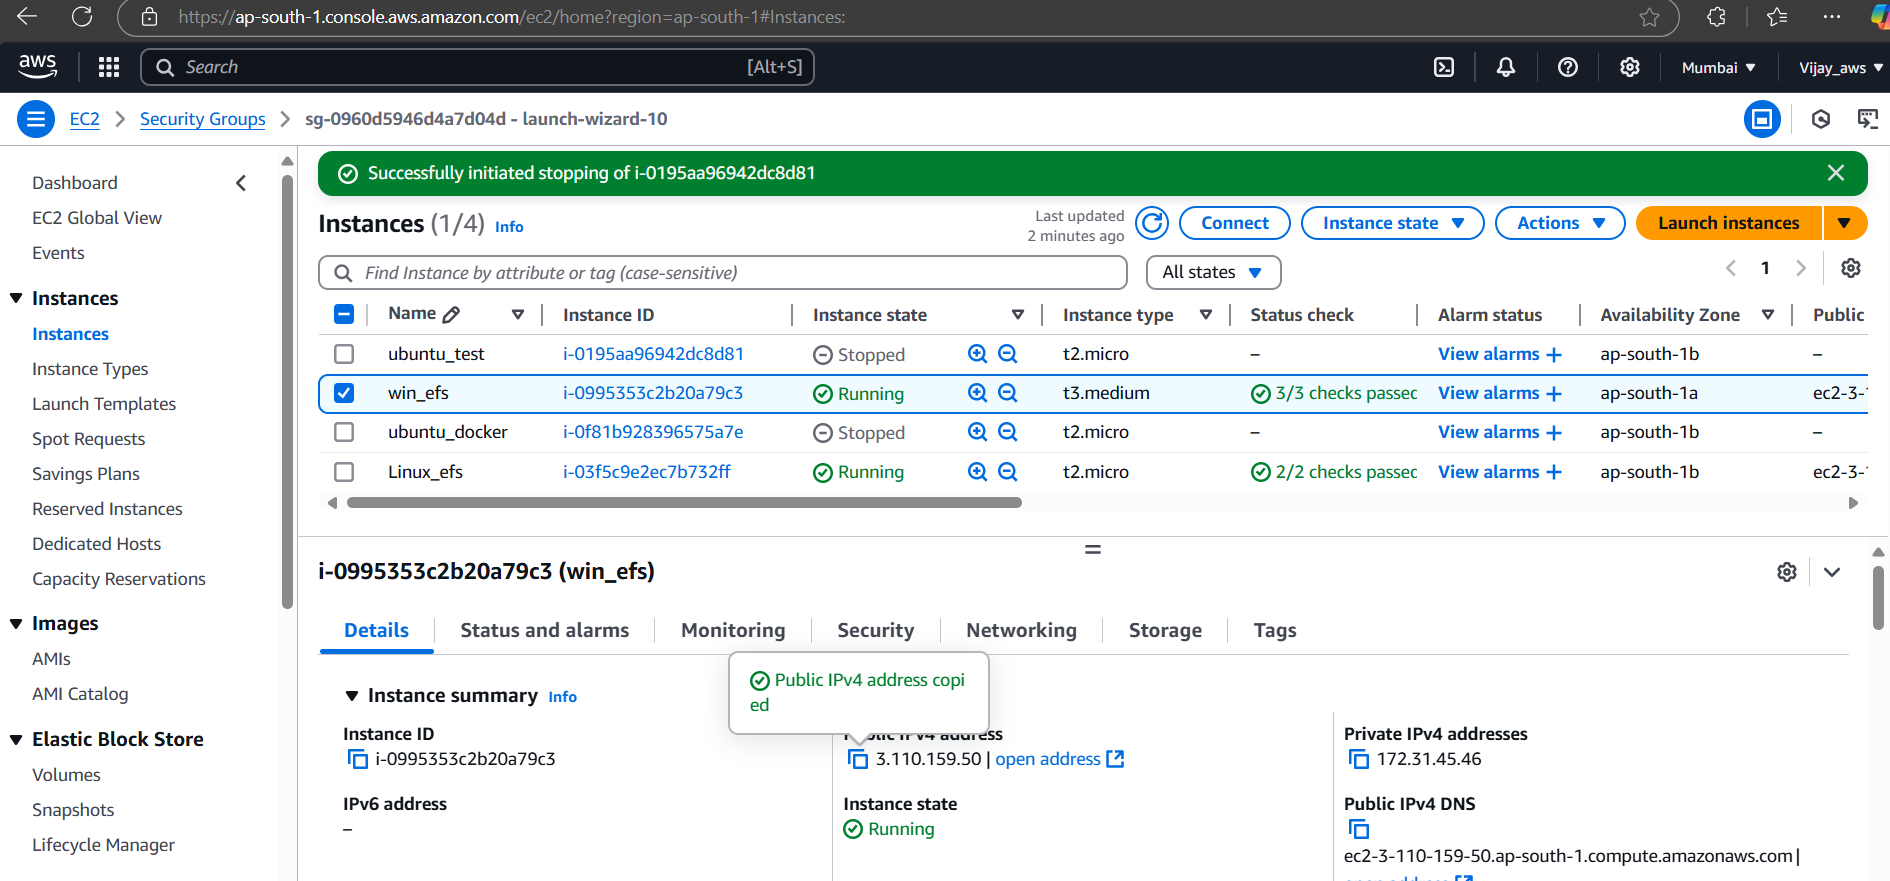 https://ap-south-1.console.aws.amazon.com/ec2/home?region=ap-south-1#Instances:
aws
Search [Alt+S]
Mumbai
Vijay_aws
EC2 Security Groups sg-0960d5946d4a7d04d - launch-wizard-10
Dashboard
EC2 Global View
Events
Instances
Instances
Instance Types
Launch Templates
Spot Requests
Savings Plans
Reserved Instances
Dedicated Hosts
Capacity Reservations
Images
AMIs
AMI Catalog
Elastic Block Store
Volumes
Snapshots
Lifecycle Manager
Successfully initiated stopping of i-0195aa96942dc8d81
Instances (1/4) Info
Last updated
2 minutes ago
Connect
Instance state
Actions
Launch instances
Find Instance by attribute or tag (case-sensitive)
All states
1
Name Instance ID Instance state Instance type Status check Alarm status Availability Zone Public
ubuntu_test i-0195aa96942dc8d81 Stopped t2.micro – View alarms + ap-south-1b –
win_efs i-0995353c2b20a79c3 Running t3.medium 3/3 checks passec View alarms + ap-south-1a ec2-3-
ubuntu_docker i-0f81b928396575a7e Stopped t2.micro – View alarms + ap-south-1b –
Linux_efs i-03f5c9e2ec7b732ff Running t2.micro 2/2 checks passec View alarms + ap-south-1b ec2-3-
i-0995353c2b20a79c3 (win_efs)
Details
Status and alarms
Monitoring
Security
Networking
Storage
Tags
Public IPv4 address copi
ed
Instance summary Info
Instance ID
i-0995353c2b20a79c3
IPv6 address
–
Public IPv4 address
3.110.159.50 | open address
Instance state
Running
Private IPv4 addresses
172.31.45.46
Public IPv4 DNS
ec2-3-110-159-50.ap-south-1.compute.amazonaws.com |